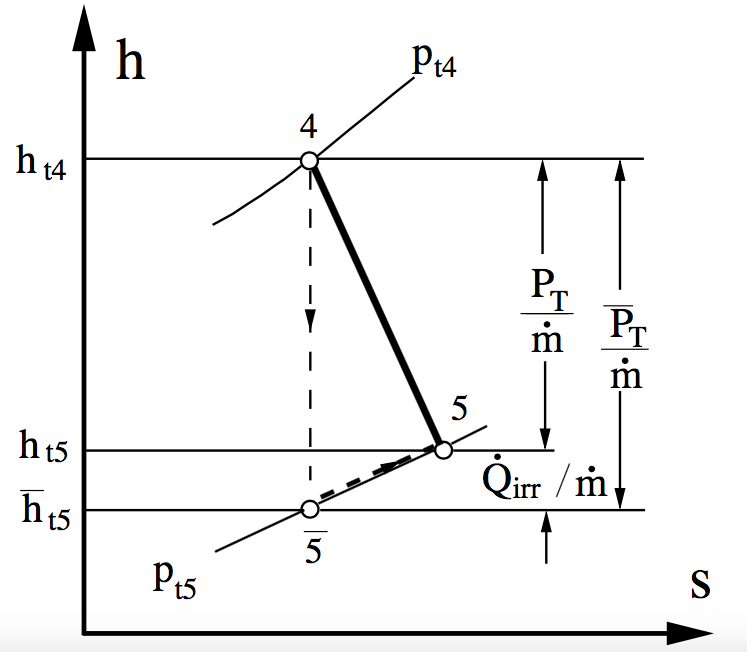 h
p_t4
4
h_t4
P_T / ṁ
P̅_T / ṁ
5
h_t5
Q̇_irr / ṁ
h̅_t5
5̅
p_t5
s